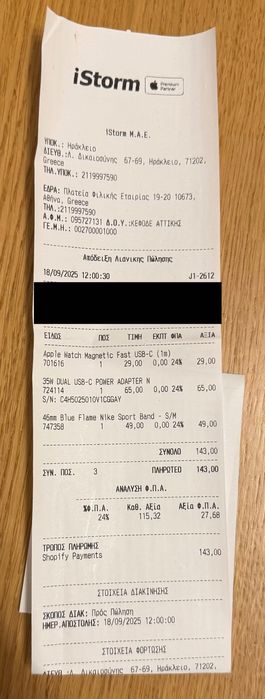 iStorm Premium Partner
iStorm M.A.E.
ΥΠΟΚ.: Ηράκλειο
ΔΙΕΥΘ.:Λ. Δικαιοσύνης 67-69, Ηράκλειο, 71202,
Greece
ΤΗΛ.ΥΠΟΚ.: 2119997590
ΕΔΡΑ: Πλατεία Φιλικής Εταιρίας 19-20 10673,
Αθήνα, Greece
ΤΗΛ.:2119997590
Α.Φ.Μ.: 095727131 Δ.Ο.Υ.:ΚΕΦΟΔΕ ΑΤΤΙΚΗΣ
ΓΕ.ΜΗ.: 002700001000
Απόδειξη Λιανικης Πώλησης
18/09/2025 12:00:30 J1-2612
ΕΙΔΟΣ ΠΟΣ ΤΙΜΗ ΕΚΠΤ ΦΠΑ ΑΞΙΑ
Apple Watch Magnetic Fast USB-C (1m)
701616 1 29,00 0,00 24% 29,00
35W DUAL USB-C POWER ADAPTER N
724114 1 65,00 0,00 24% 65,00
S/N: C4H5025010V1CGGAY
46mm Blue Flame Nike Sport Band - S/M
747358 1 49,00 0,00 24% 49,00
ΣΥΝΟΛΟ 143,00
ΣΥΝ. ΠΟΣ. 3 ΠΛΗΡΩΤΕΟ 143,00
ΑΝΑΛΥΣΗ Φ.Π.Α.
%Φ.Π.Α. Καθ. Αξία Αξία Φ.Π.Α.
24% 115,32 27,68
ΤΡΟΠΟΣ ΠΛΗΡΩΜΗΣ
Shopify Payments 143,00
ΣΤΟΙΧΕΙΑ ΔΙΑΚΙΝΗΣΗΣ
ΣΚΟΠΟΣ ΔΙΑΚ: Πρός Πώληση
ΗΜΕΡ.ΑΠΟΣΤΟΛΗΣ: 18/09/2025 12:00:00
ΣΤΟΙΧΕΙΑ ΦΟΡΤΩΣΗΣ
ΔΙΕΥΘ.:Λ. Δικαιοσύνης 67-69, Ηράκλειο, 71202,